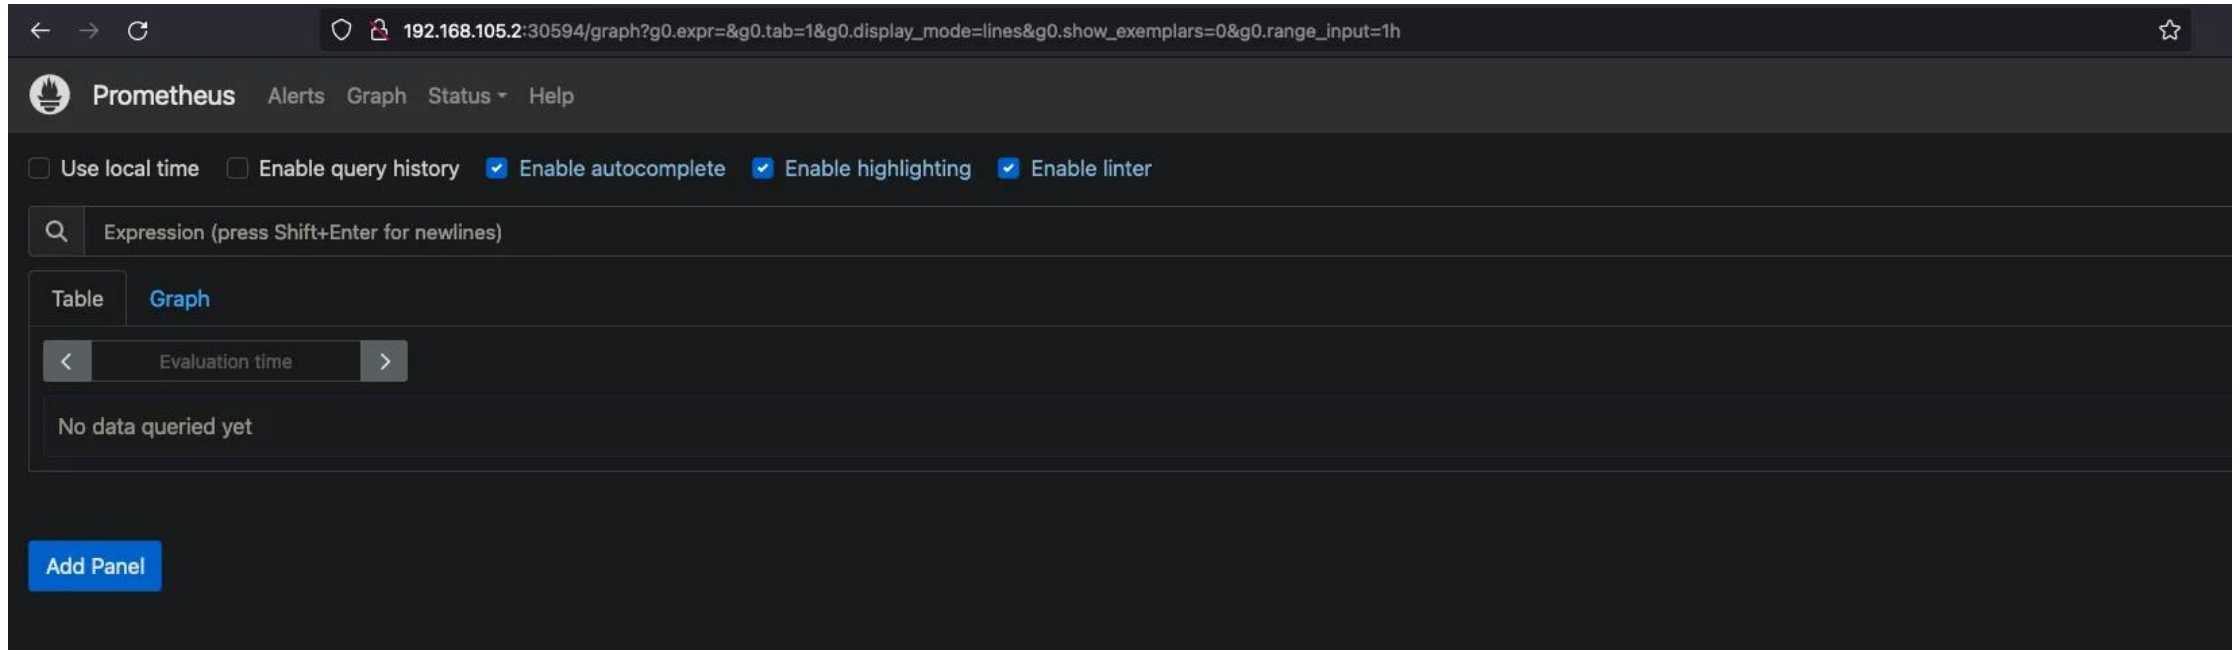 192.168.105.2:30594/graph?g0.expr=&g0.tab=1&g0.display_mode=lines&g0.show_exemplars=0&g0.range_input=1h
Prometheus Alerts Graph Status Help
Use local time Enable query history Enable autocomplete Enable highlighting Enable linter
Expression (press Shift+Enter for newlines)
Table Graph
Evaluation time
No data queried yet
Add Panel